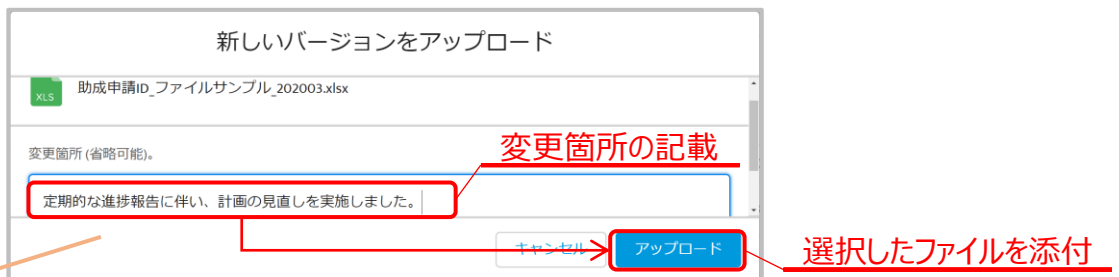 新しいバージョンをアップロード
XLS
助成申請ID_ファイルサンプル_202003.xlsx
変更箇所 (省略可能)。
変更箇所の記載
定期的な進捗報告に伴い、計画の見直しを実施しました。
キャンセル
アップロード
選択したファイルを添付